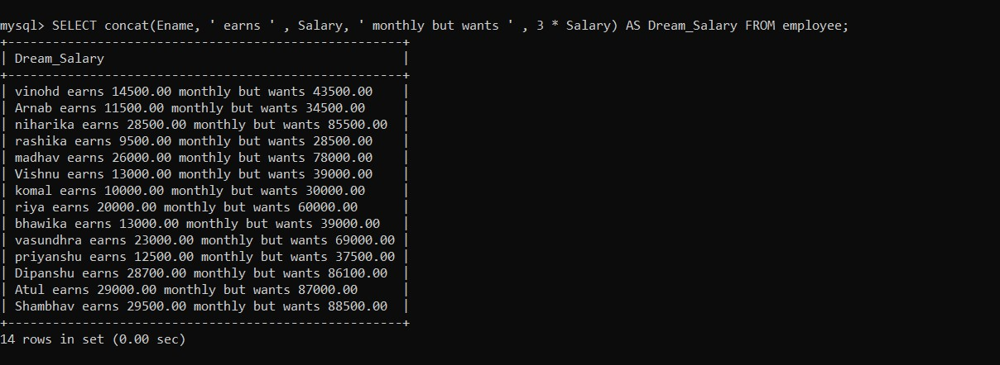 mysql> SELECT concat(Ename, ' earns ' , Salary, ' monthly but wants ' , 3 * Salary) AS Dream_Salary FROM employee;
+-----------------------------------------------------+
| Dream_Salary                                        |
+-----------------------------------------------------+
| vinohd earns 14500.00 monthly but wants 43500.00    |
| Arnab earns 11500.00 monthly but wants 34500.00     |
| niharika earns 28500.00 monthly but wants 85500.00  |
| rashika earns 9500.00 monthly but wants 28500.00    |
| madhav earns 26000.00 monthly but wants 78000.00    |
| Vishnu earns 13000.00 monthly but wants 39000.00    |
| komal earns 10000.00 monthly but wants 30000.00     |
| riya earns 20000.00 monthly but wants 60000.00      |
| bhawika earns 13000.00 monthly but wants 39000.00   |
| vasundhra earns 23000.00 monthly but wants 69000.00 |
| priyanshu earns 12500.00 monthly but wants 37500.00 |
| Dipanshu earns 28700.00 monthly but wants 86100.00  |
| Atul earns 29000.00 monthly but wants 87000.00      |
| Shambhav earns 29500.00 monthly but wants 88500.00  |
+-----------------------------------------------------+
14 rows in set (0.00 sec)